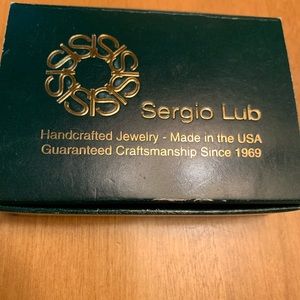 Sergio Lub
Handcrafted Jewelry - Made in the USA
Guaranteed Craftsmanship Since 1969